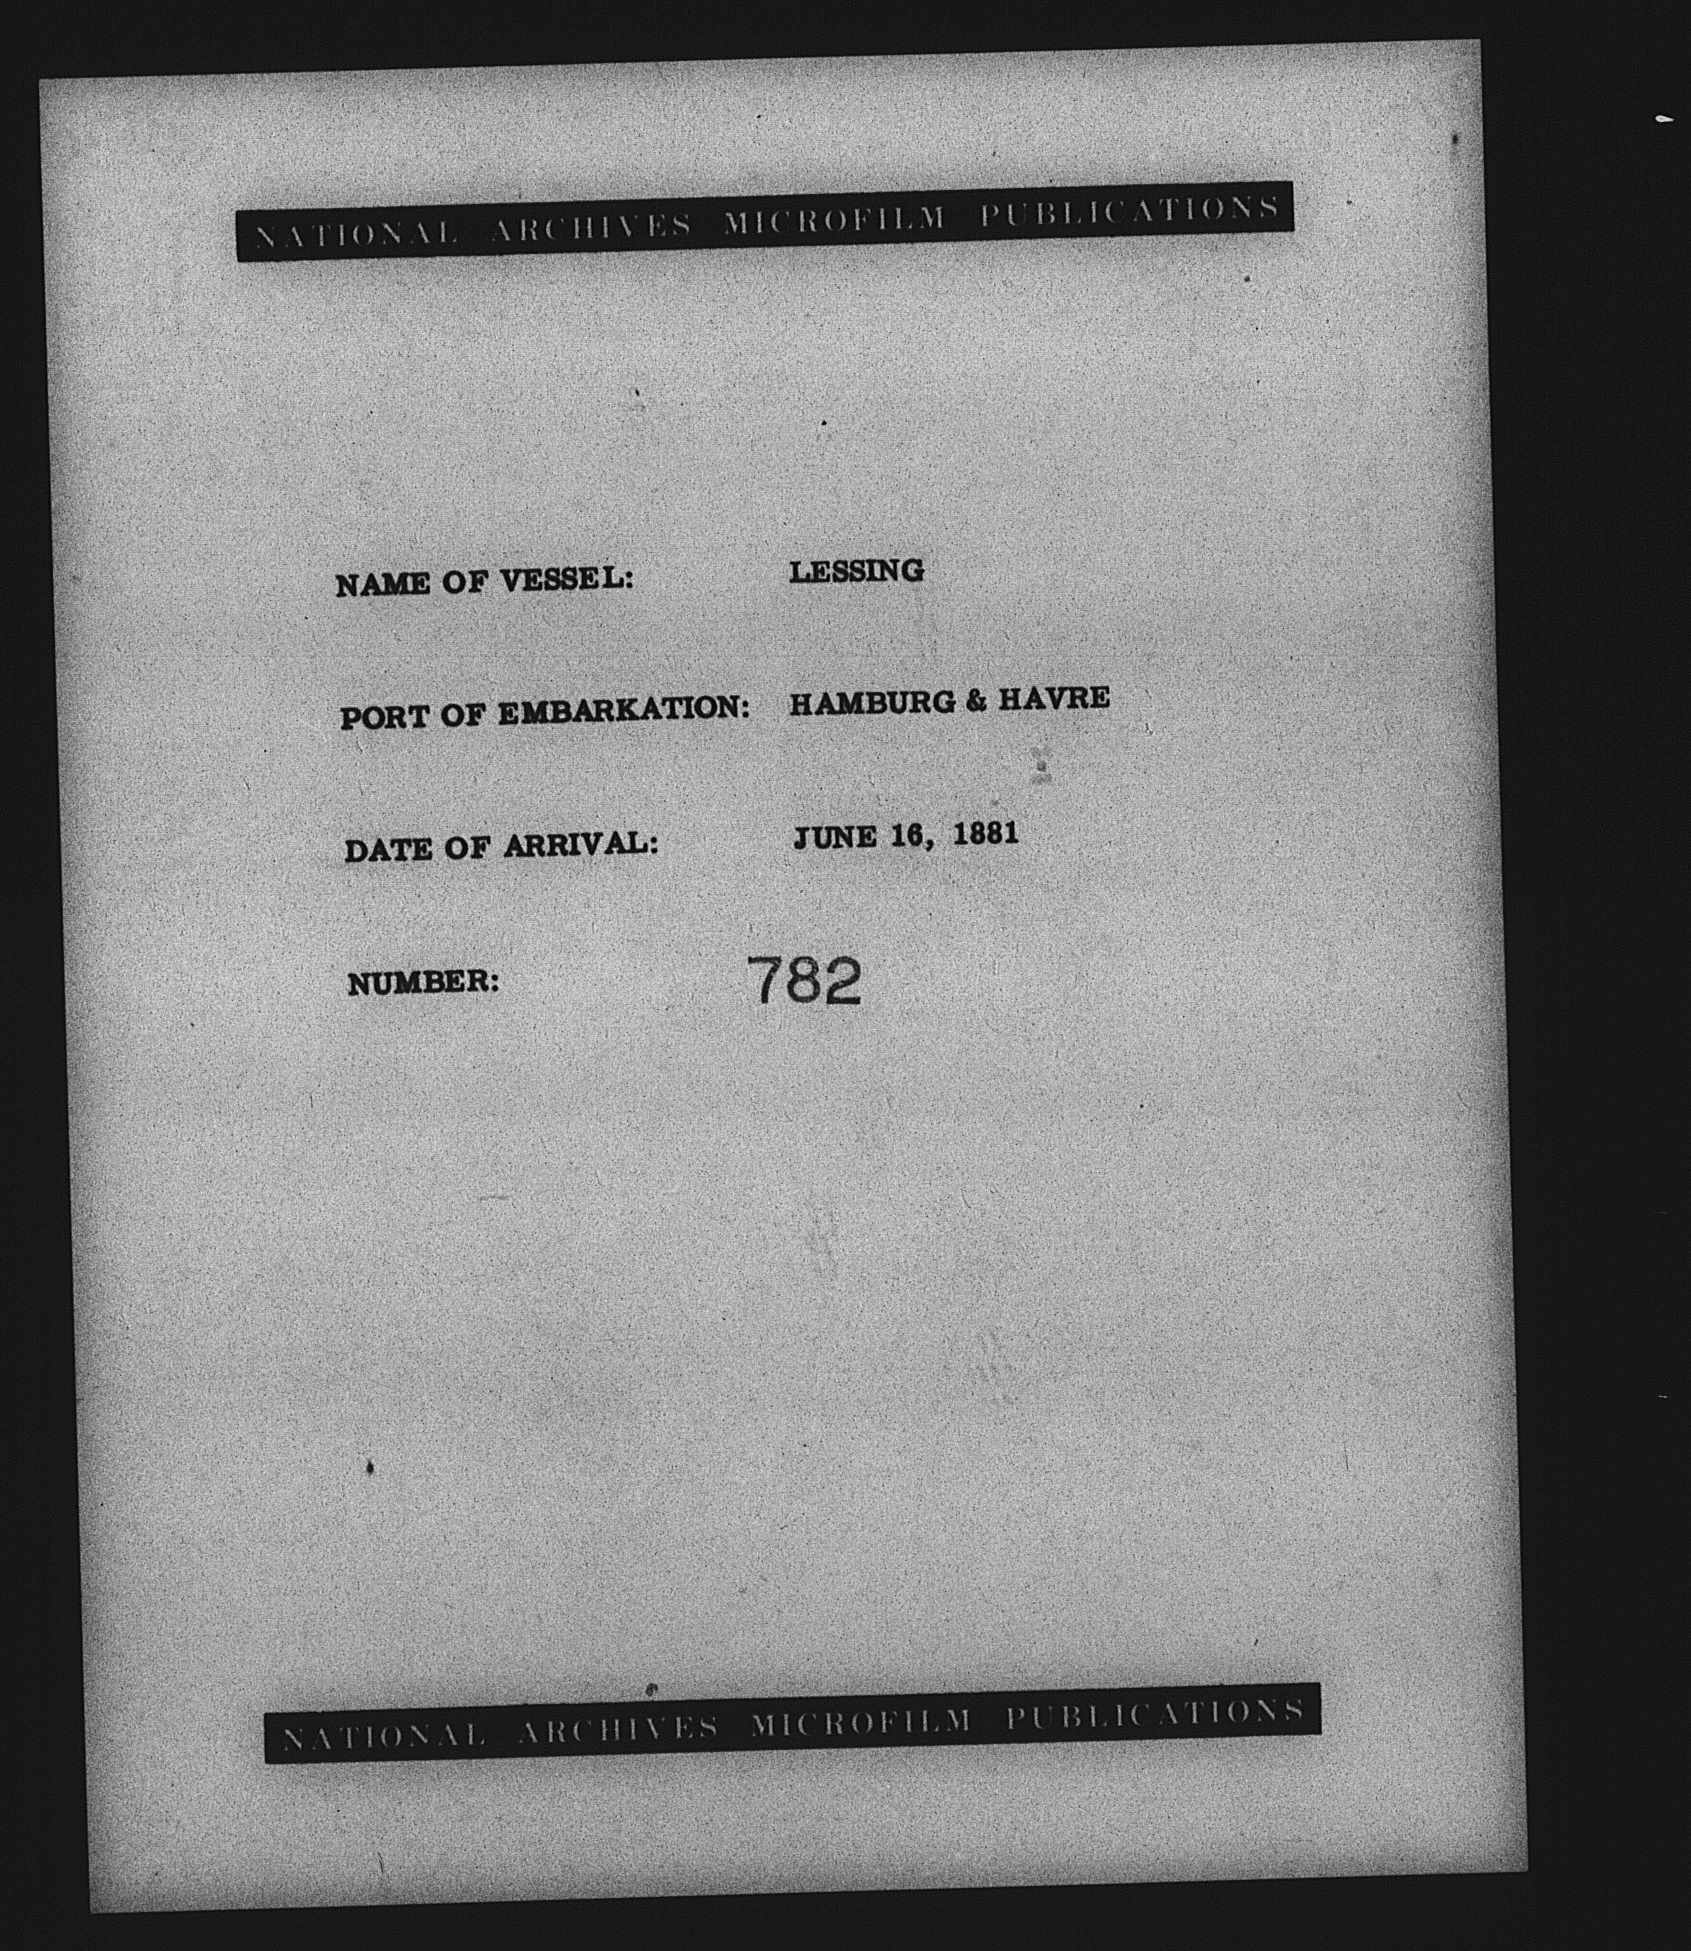 NATIONAL ARCHIVES MICROFILM PUBLICATIONS
NAME OF VESSEL: LESSING
PORT OF EMBARKATION: HAMBURG & HAVRE
DATE OF ARRIVAL: JUNE 16, 1881
NUMBER: 782
NATIONAL ARCHIVES MICROFILM PUBLICATIONS